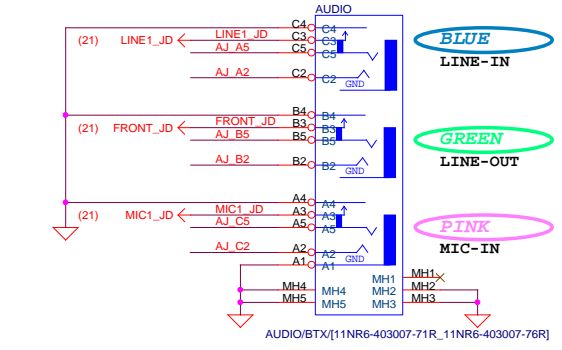 AUDIO
C4 C4
(21) LINE1_JD LINE1_JD C3 C3
AJ_A5 C5 C5
AJ_A2 C2 C2
GND
BLUE
LINE-IN
B4 B4
(21) FRONT_JD FRONT_JD B3 B3
AJ_B5 B5 B5
AJ_B2 B2 B2
GND
GREEN
LINE-OUT
A4 A4
(21) MIC1_JD MIC1_JD A3 A3
AJ_C5 A5 A5
AJ_C2 A2 A2
GND
A1 A1
PINK
MIC-IN
MH1 MH1
MH4 MH4 MH2 MH2
MH5 MH5 MH3 MH3
AUDIO/BTX/[11NR6-403007-71R_11NR6-403007-76R]